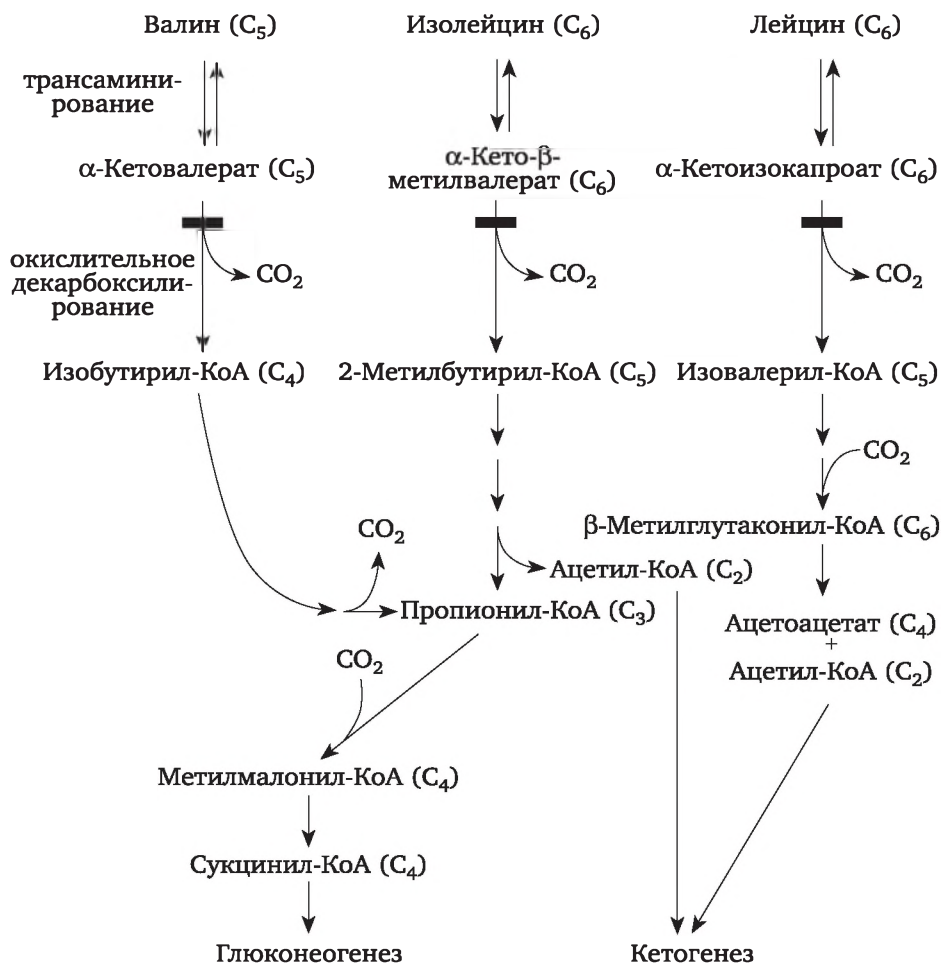 Валин (C₅)
Изолейцин (C₆)
Лейцин (C₆)
трансамини-
рование
α-Кетовалерат (C₅)
α-Кето-β-
метилвалерат (C₆)
α-Кетоизокапроат (C₆)
окислительное
декарбоксили-
рование
CO₂
CO₂
CO₂
Изобутирил-КоА (C₄)
2-Метилбутирил-КоА (C₅)
Изовалерил-КоА (C₅)
CO₂
β-Метилглутаконил-КоА (C₆)
CO₂
Ацетил-КоА (C₂)
Пропионил-КоА (C₃)
Ацетоацетат (C₄)
+
Ацетил-КоА (C₂)
CO₂
Метилмалонил-КоА (C₄)
Сукцинил-КоА (C₄)
Глюконеогенез
Кетогенез